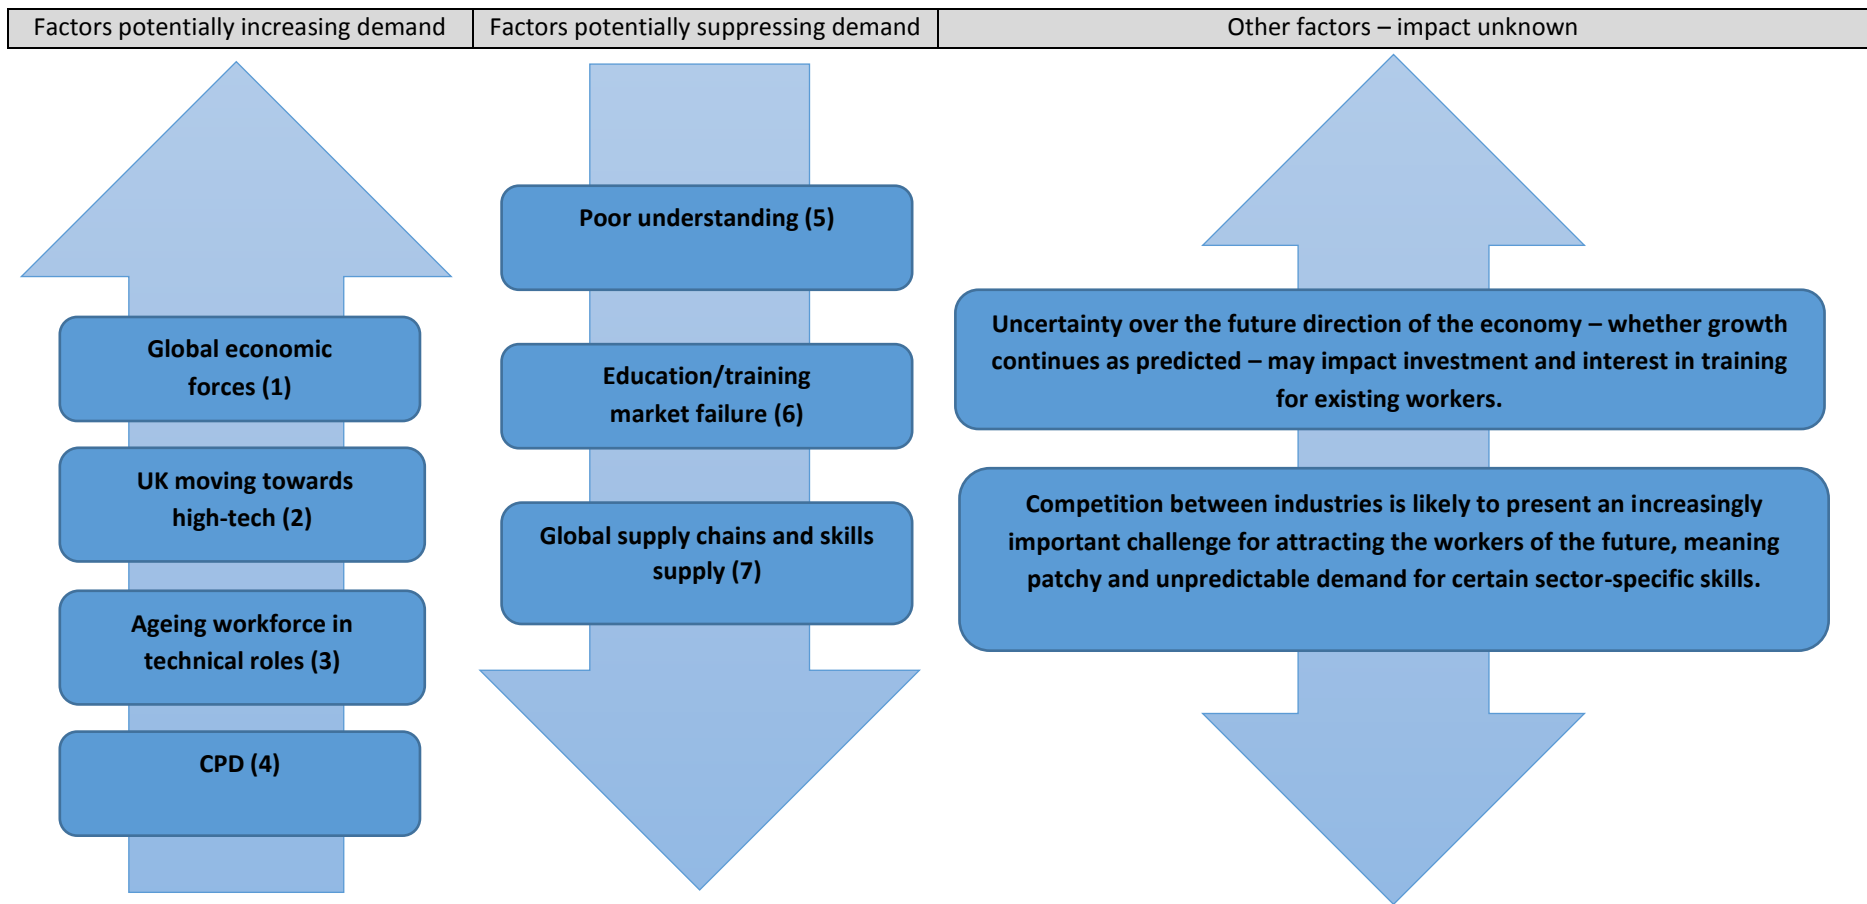 Factors potentially increasing demand
Factors potentially suppressing demand
Other factors – impact unknown
Global economic
forces (1)
UK moving towards
high-tech (2)
Ageing workforce in
technical roles (3)
CPD (4)
Poor understanding (5)
Education/training
market failure (6)
Global supply chains and skills
supply (7)
Uncertainty over the future direction of the economy – whether growth
continues as predicted – may impact investment and interest in training
for existing workers.
Competition between industries is likely to present an increasingly
important challenge for attracting the workers of the future, meaning
patchy and unpredictable demand for certain sector-specific skills.